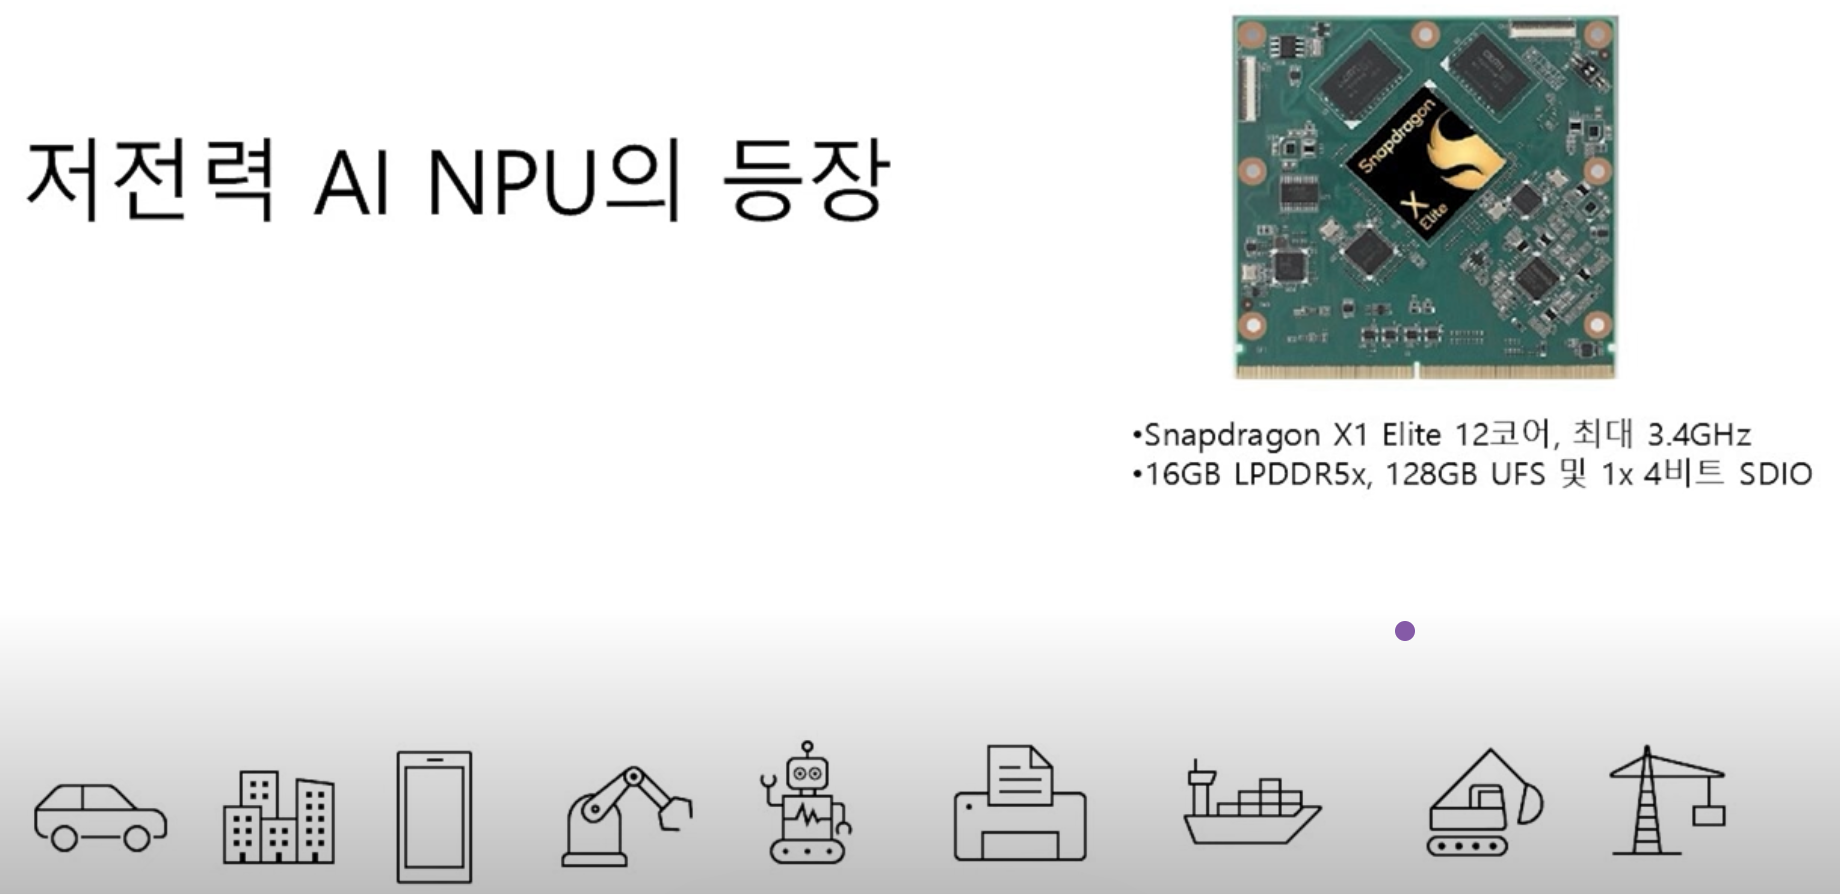 저전력 AI NPU의 등장
Snapdragon
X
Elite
•Snapdragon X1 Elite 12코어, 최대 3.4GHz
•16GB LPDDR5x, 128GB UFS 및 1x 4비트 SDIO